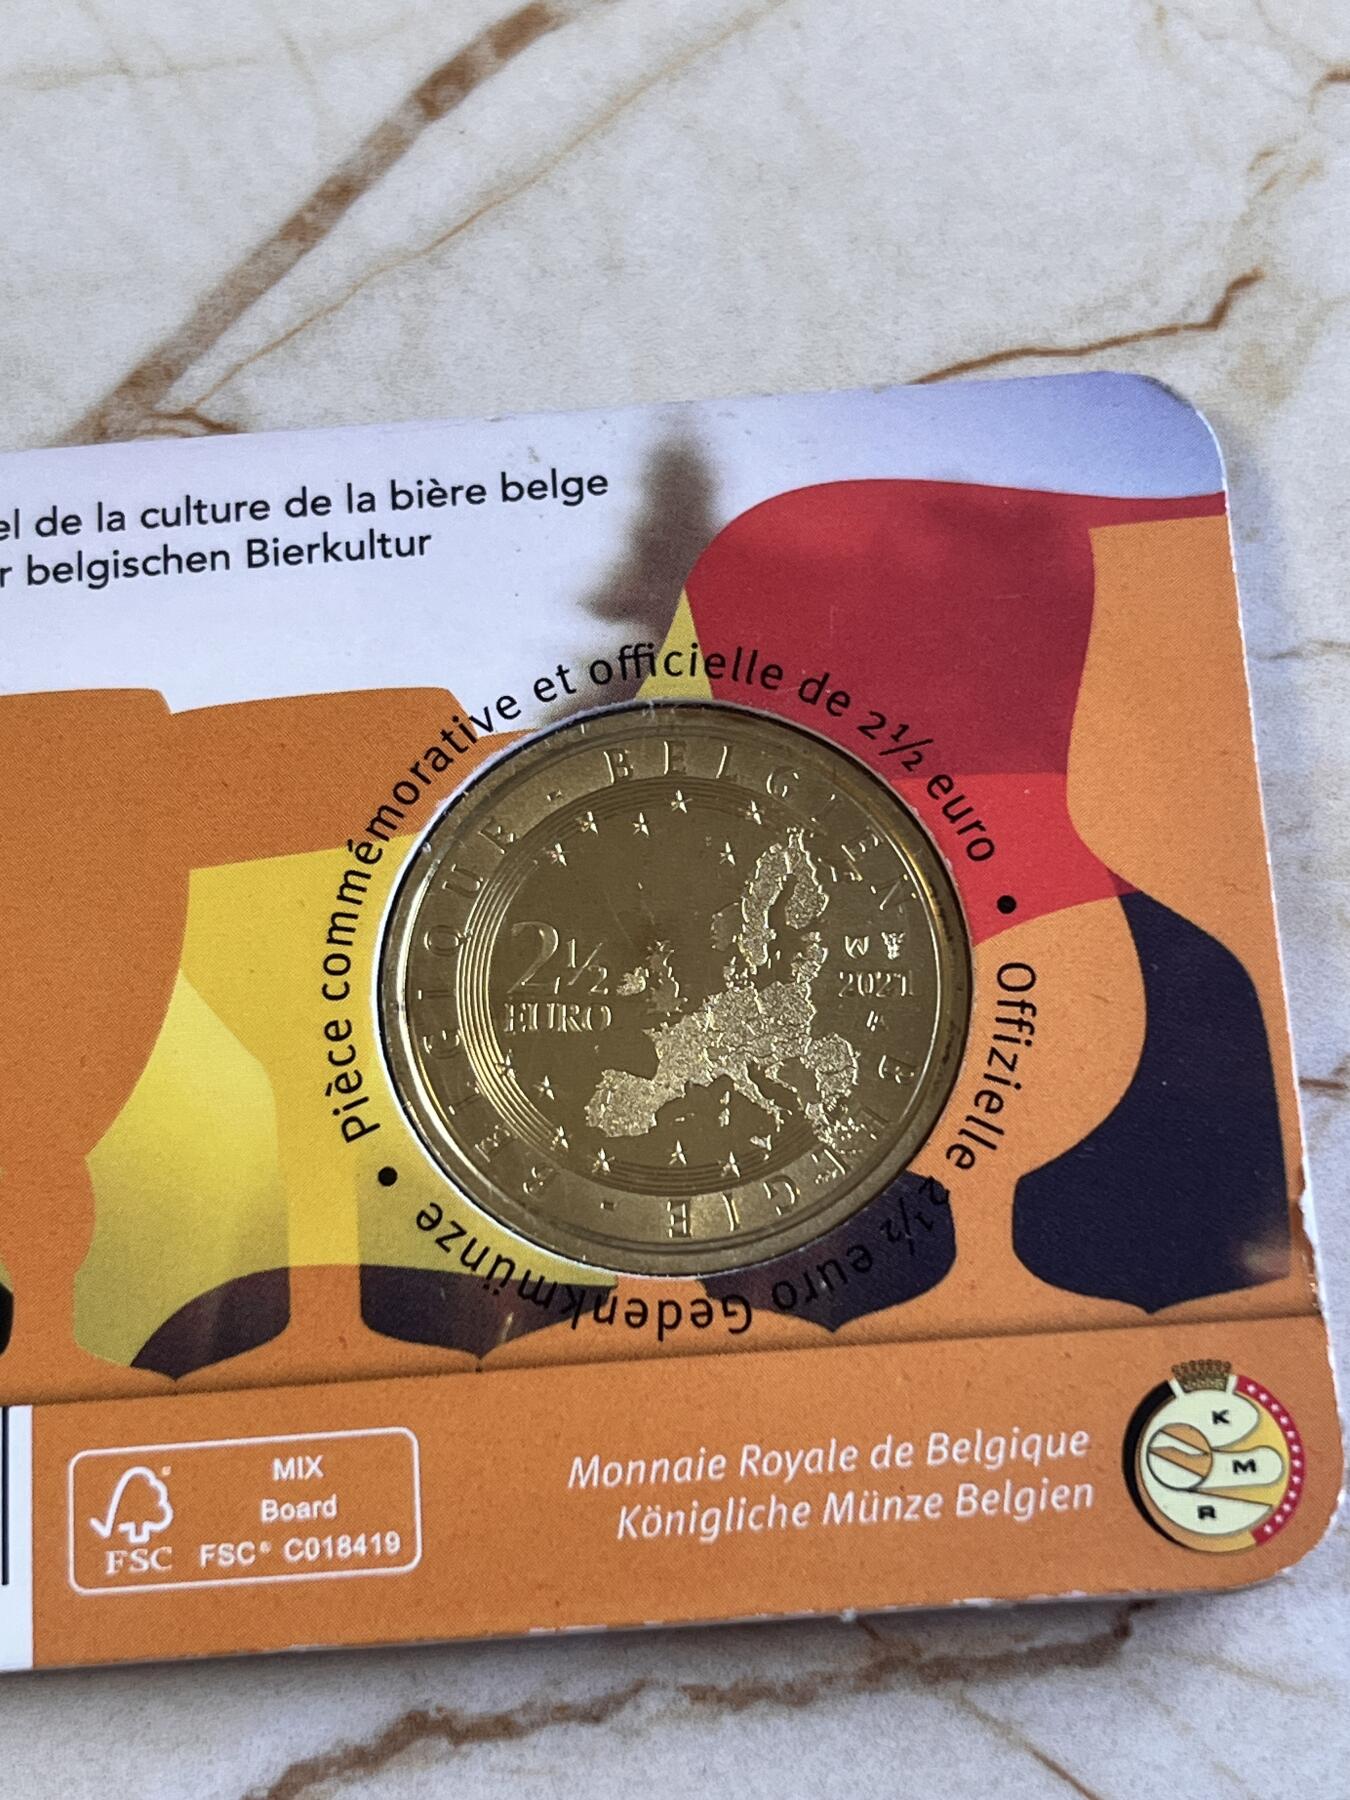 el de la culture de la bière belge
r belgischen Bierkultur
Pièce commémorative et officielle de 2½ euro • Offizielle 2½ euro Gedenkmünze •
BELGIQUE - BELGIEN
BELGIE -
2½
EURO
2021
MIX
Board
FSC® C018419
FSC
Monnaie Royale de Belgique
Königliche Münze Belgien
K
M
R